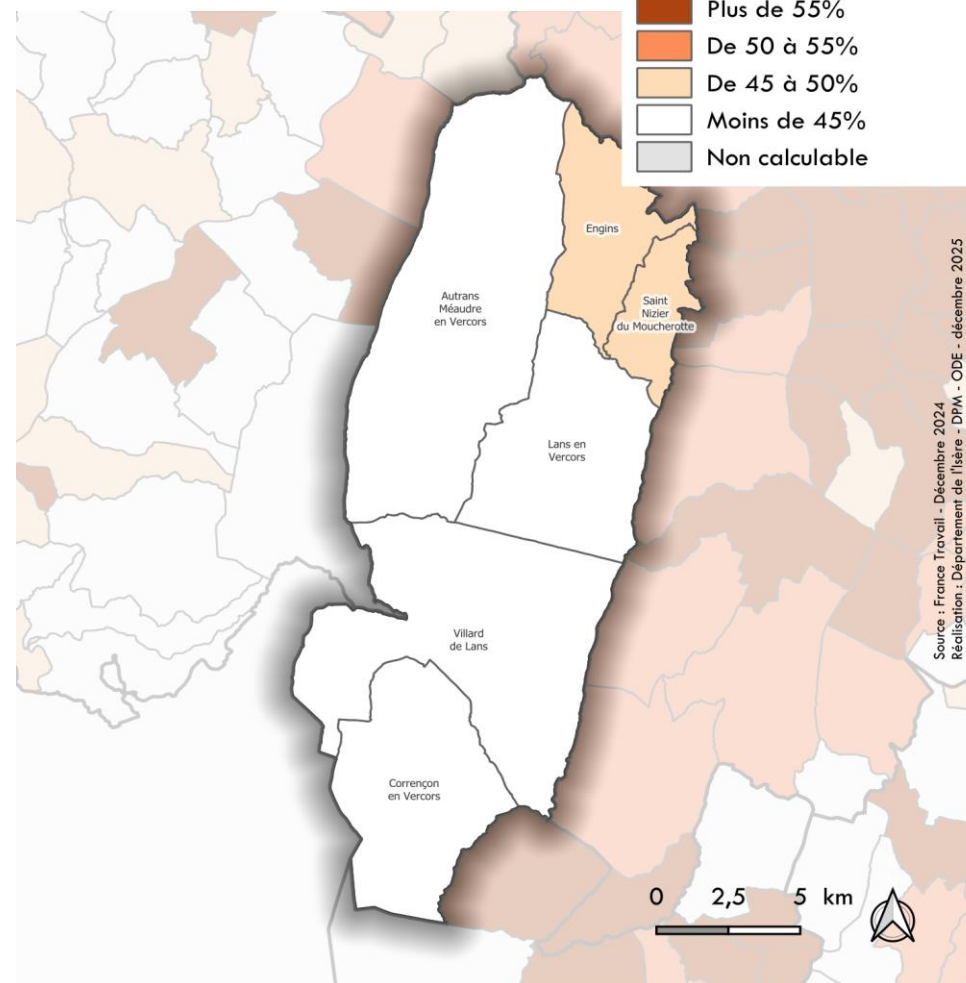 Plus de 55%
De 50 à 55%
De 45 à 50%
Moins de 45%
Non calculable
Engins
Autrans
Méaudre
en Vercors
Saint
Nizier
du Moucherotte
Lans en
Vercors
Villard
de Lans
Corrençon
en Vercors
0 2,5 5 km
Source : France Travail - Décembre 2024
Réalisation : Département de l'Isère - DPM - ODE - décembre 2025